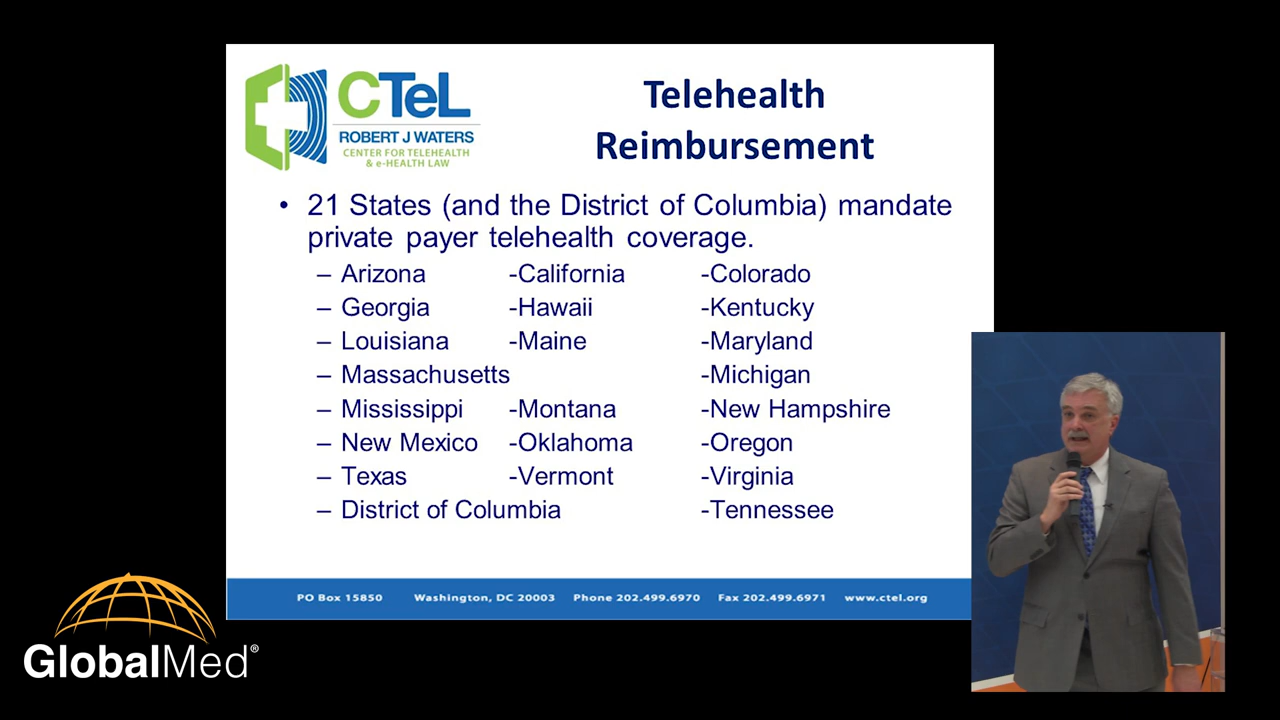 CTeL
ROBERT J WATERS
CENTER FOR TELEHEALTH
& e-HEALTH LAW
Telehealth
Reimbursement
• 21 States (and the District of Columbia) mandate
private payer telehealth coverage.
– Arizona -California -Colorado
– Georgia -Hawaii -Kentucky
– Louisiana -Maine -Maryland
– Massachusetts -Michigan
– Mississippi -Montana -New Hampshire
– New Mexico -Oklahoma -Oregon
– Texas -Vermont -Virginia
– District of Columbia -Tennessee
PO Box 15850 Washington, DC 20003 Phone 202.499.6970 Fax 202.499.6971 www.ctel.org
GlobalMed®